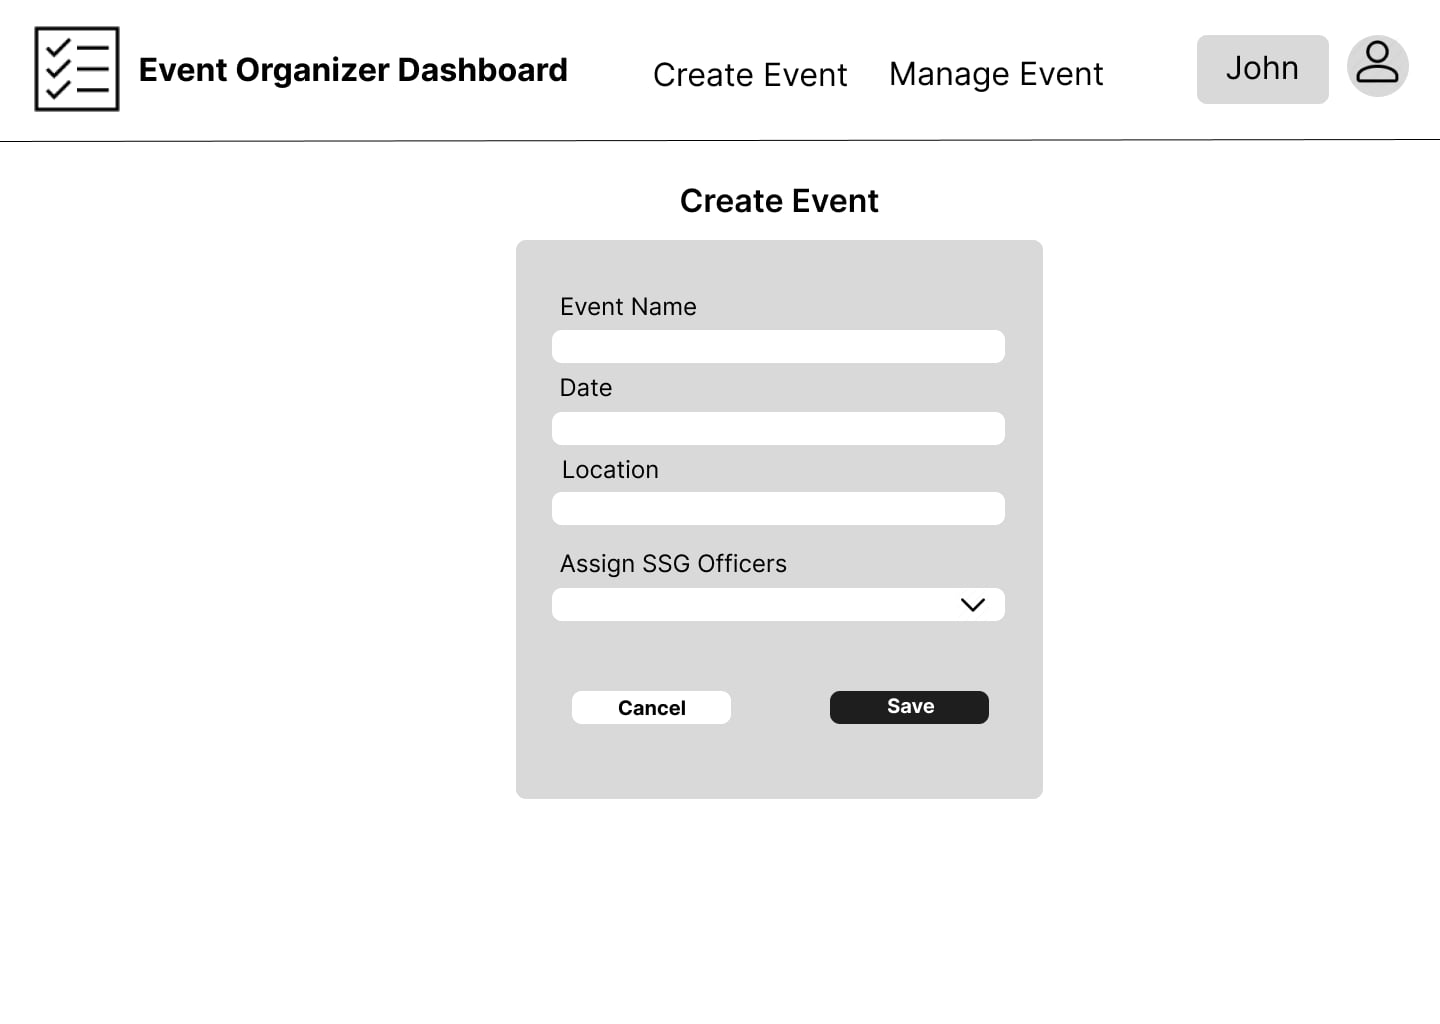 Event Organizer Dashboard
Create Event
Manage Event
John
Create Event
Event Name
Date
Location
Assign SSG Officers
Cancel
Save